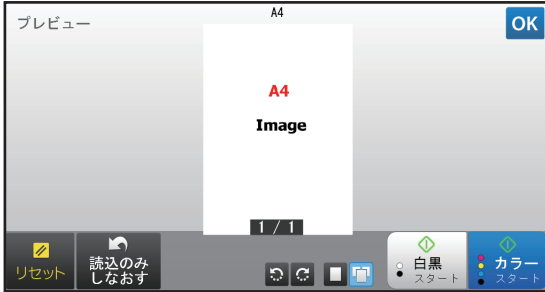 A4
プレビュー
OK
A4
Image
1 / 1
リセット
読込のみ
しなおす
白黒
スタート
カラー
スタート